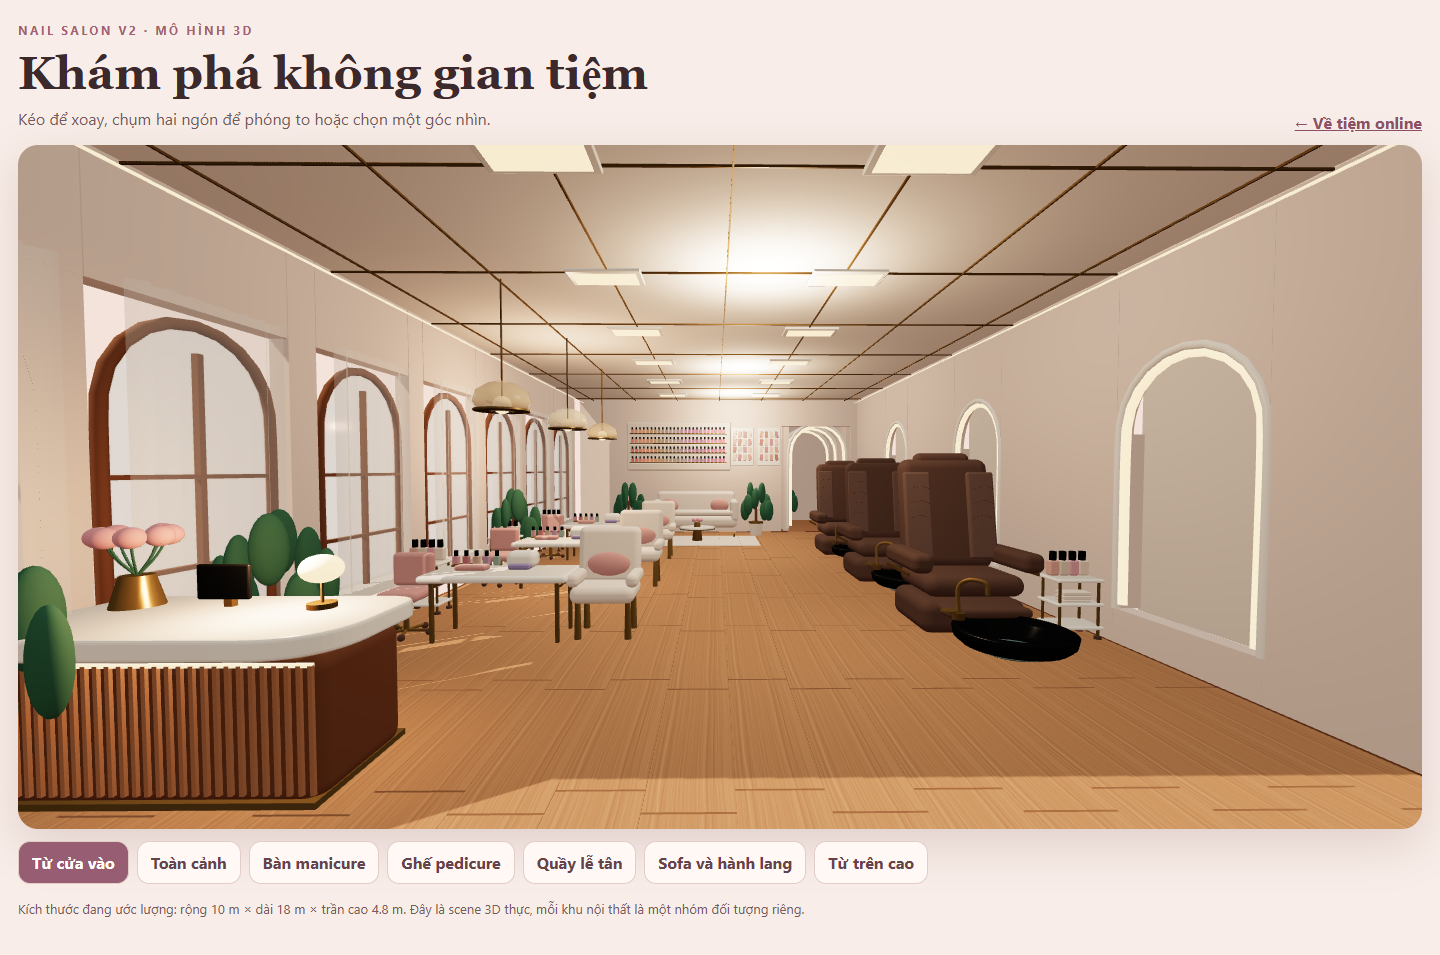 NAIL SALON V2 · MÔ HÌNH 3D
Khám phá không gian tiệm
Kéo để xoay, chụm hai ngón để phóng to hoặc chọn một góc nhìn.
← Về tiệm online
Từ cửa vào
Toàn cảnh
Bàn manicure
Ghế pedicure
Quầy lễ tân
Sofa và hành lang
Từ trên cao
Kích thước đang ước lượng: rộng 10 m × dài 18 m × trần cao 4.8 m. Đây là scene 3D thực, mỗi khu nội thất là một nhóm đối tượng riêng.